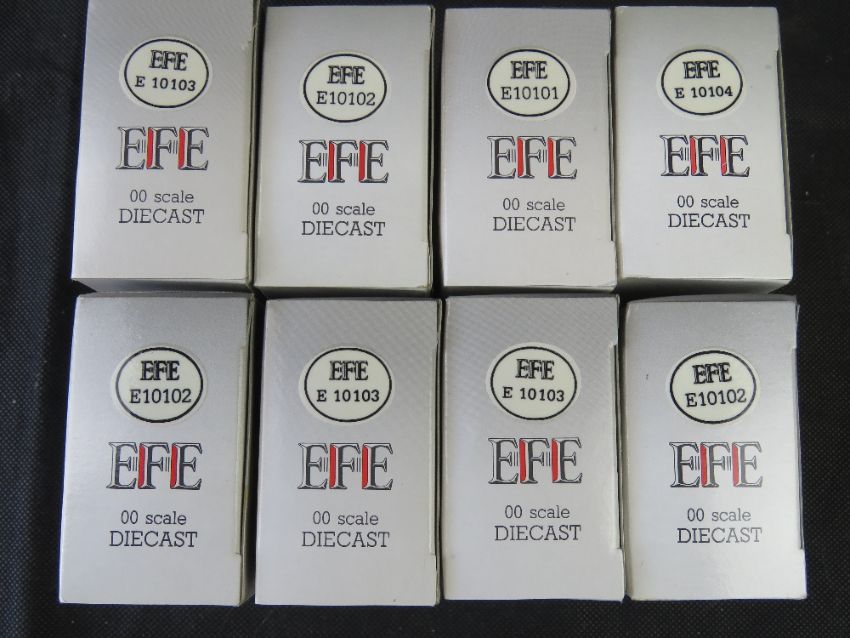 EFE
E 10103
EFE
00 scale
DIECAST
EFE
E10102
EFE
00 scale
DIECAST
EFE
E10101
EFE
00 scale
DIECAST
EFE
E 10104
EFE
00 scale
DIECAST
EFE
E10102
EFE
00 scale
DIECAST
EFE
E 10103
EFE
00 scale
DIECAST
EFE
E 10103
EFE
00 scale
DIECAST
EFE
E10102
EFE
00 scale
DIECAST